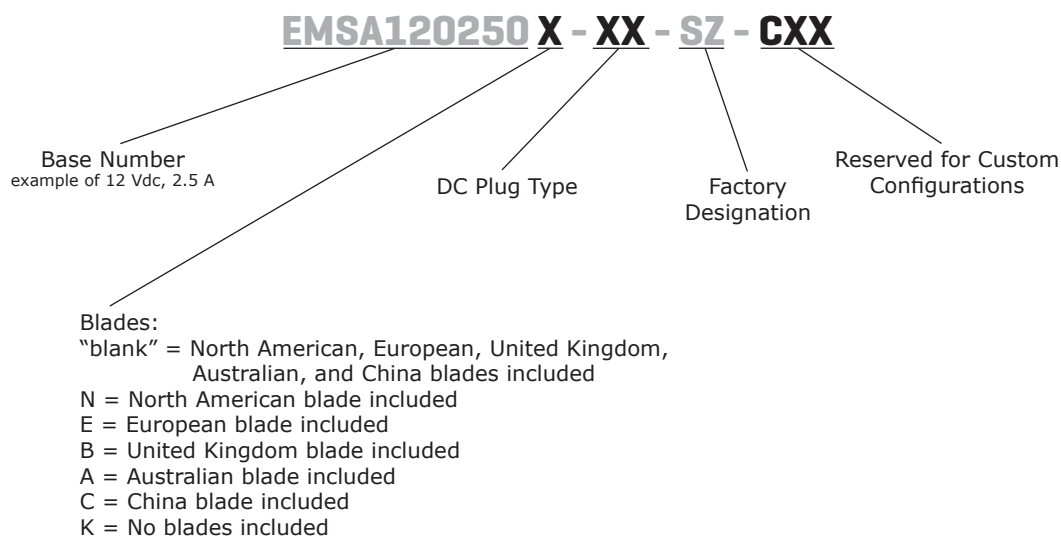 EMSA120250 X - XX - SZ - CXX
Base Number
example of 12 Vdc, 2.5 A
DC Plug Type
Factory
Designation
Reserved for Custom
Configurations
Blades:
“blank” = North American, European, United Kingdom,
Australian, and China blades included
N = North American blade included
E = European blade included
B = United Kingdom blade included
A = Australian blade included
C = China blade included
K = No blades included